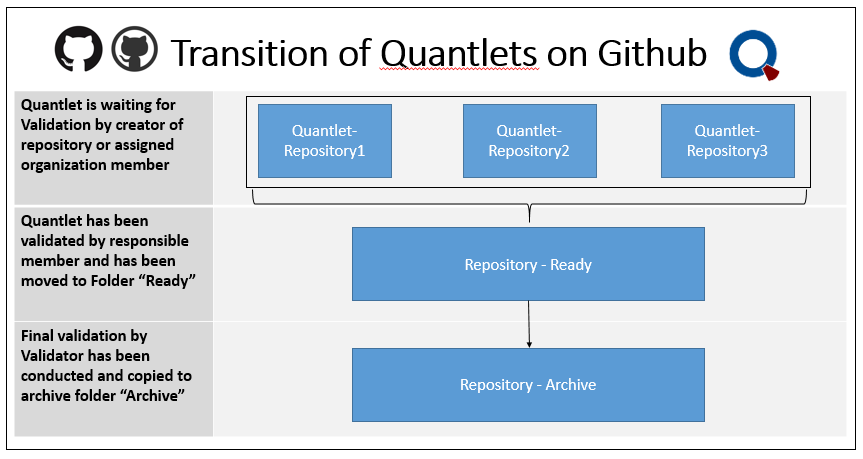 Transition of Quantlets on Github
Quantlet is waiting for
Validation by creator of
repository or assigned
organization member
Quantlet-
Repository1
Quantlet-
Repository2
Quantlet-
Repository3
Quantlet has been
validated by responsible
member and has been
moved to Folder “Ready”
Repository - Ready
Final validation by
Validator has been
conducted and copied to
archive folder “Archive”
Repository - Archive